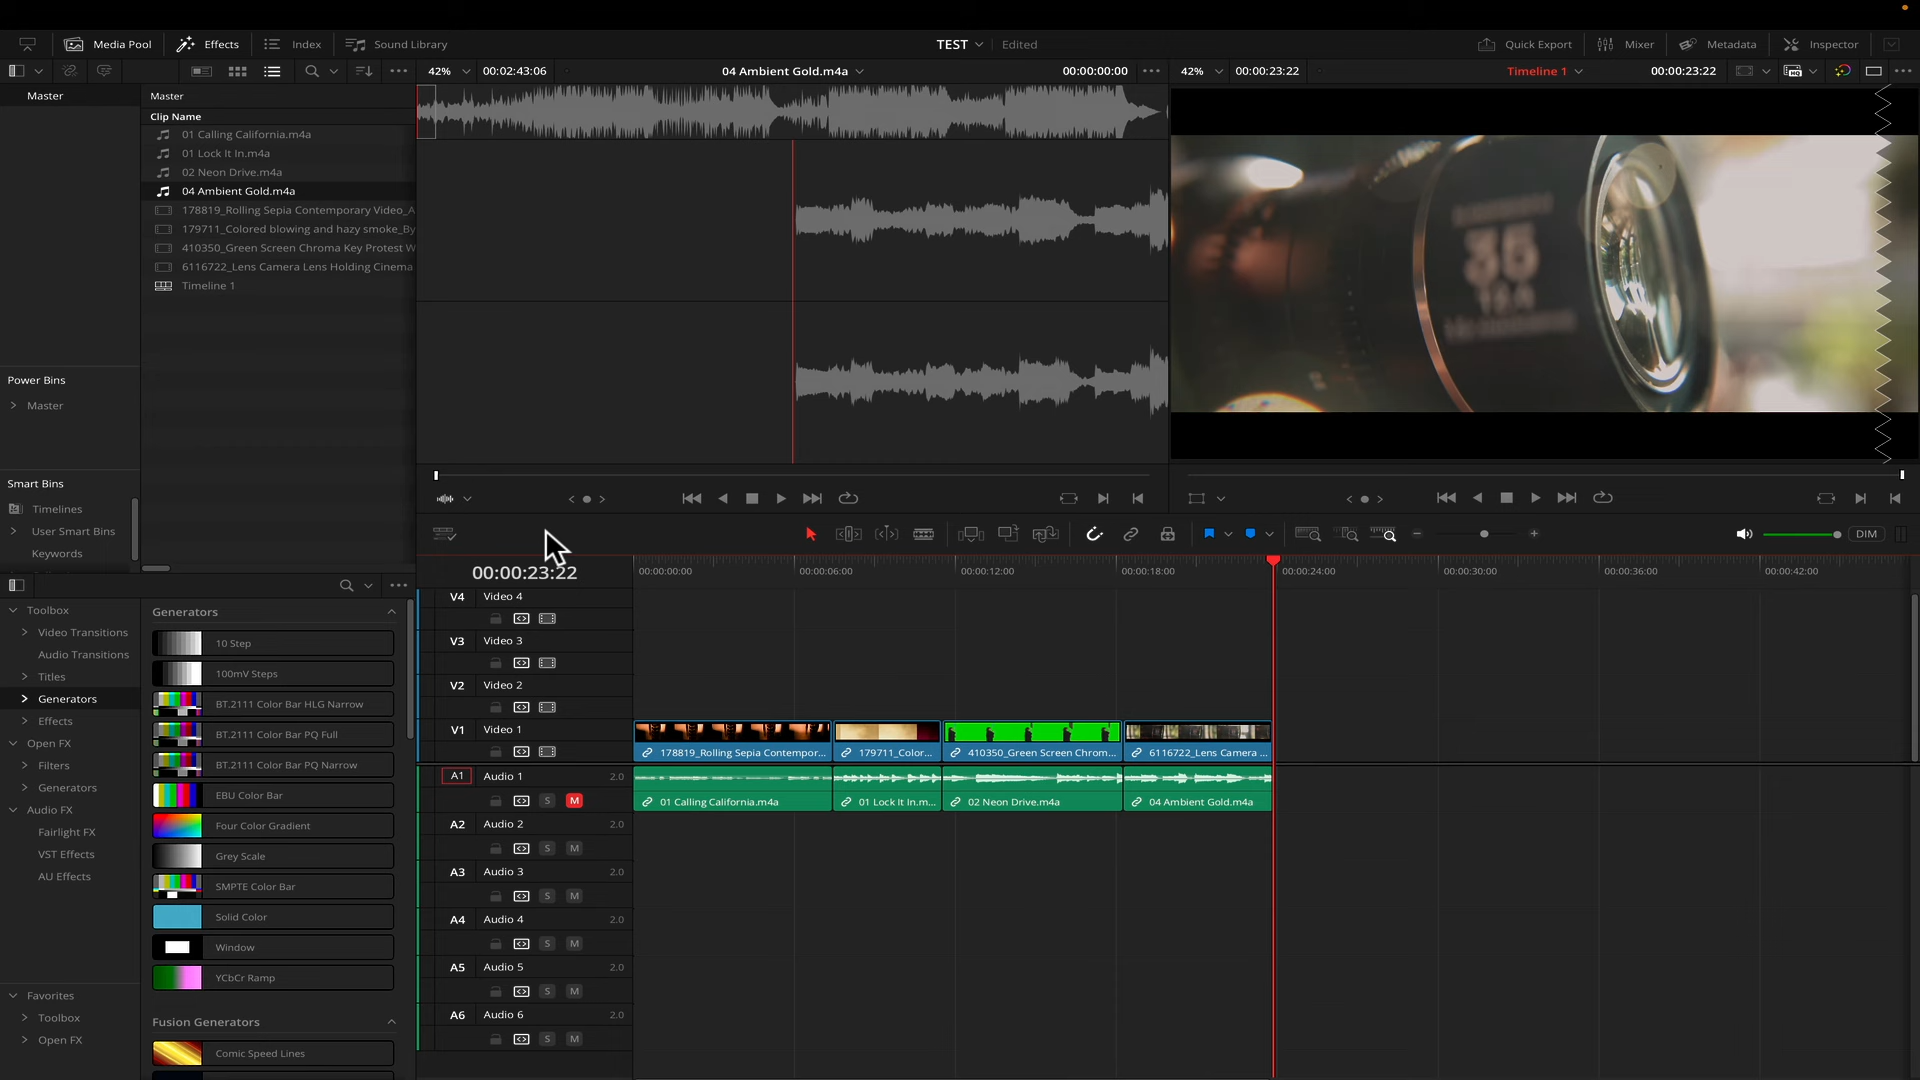 Media Pool Effects Index Sound Library TEST Edited Quick Export Mixer Metadata Inspector
42% 00:02:43:06 04 Ambient Gold.m4a 00:00:00:00 42% 00:00:23:22 Timeline 1 00:00:23:22
Master
Master
Clip Name
01 Calling California.m4a
01 Lock It In.m4a
02 Neon Drive.m4a
04 Ambient Gold.m4a
178819_Rolling Sepia Contemporary Video_A
179711_Colored blowing and hazy smoke_By
410350_Green Screen Chroma Key Protest W
6116722_Lens Camera Lens Holding Cinema
Timeline 1
Power Bins
Master
Smart Bins
Timelines
User Smart Bins
Keywords
35
DIM
00:00:23:22
00:00:00:00 00:00:06:00 00:00:12:00 00:00:18:00 00:00:24:00 00:00:30:00 00:00:36:00 00:00:42:00
Toolbox
Video Transitions
Audio Transitions
Titles
Generators
Effects
Open FX
Filters
Generators
Audio FX
Fairlight FX
VST Effects
AU Effects
Favorites
Toolbox
Open FX
Generators
10 Step
100mV Steps
BT.2111 Color Bar HLG Narrow
BT.2111 Color Bar PQ Full
BT.2111 Color Bar PQ Narrow
EBU Color Bar
Four Color Gradient
Grey Scale
SMPTE Color Bar
Solid Color
Window
YCbCr Ramp
Fusion Generators
Comic Speed Lines
V4 Video 4
V3 Video 3
V2 Video 2
V1 Video 1
178819_Rolling Sepia Contempor... 179711_Color... 410350_Green Screen Chrom... 6116722_Lens Camera ...
A1 Audio 1 2.0
S M
01 Calling California.m4a 01 Lock It In.m... 02 Neon Drive.m4a 04 Ambient Gold.m4a
A2 Audio 2 2.0
S M
A3 Audio 3 2.0
S M
A4 Audio 4 2.0
S M
A5 Audio 5 2.0
S M
A6 Audio 6 2.0
S M